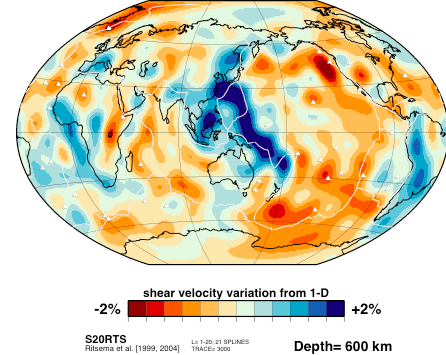 shear velocity variation from 1-D
-2% +2%
S20RTS
Ritsema et al. [1999, 2004]
L= 1-20; 21 SPLINES
TRACE= 3000
Depth= 600 km